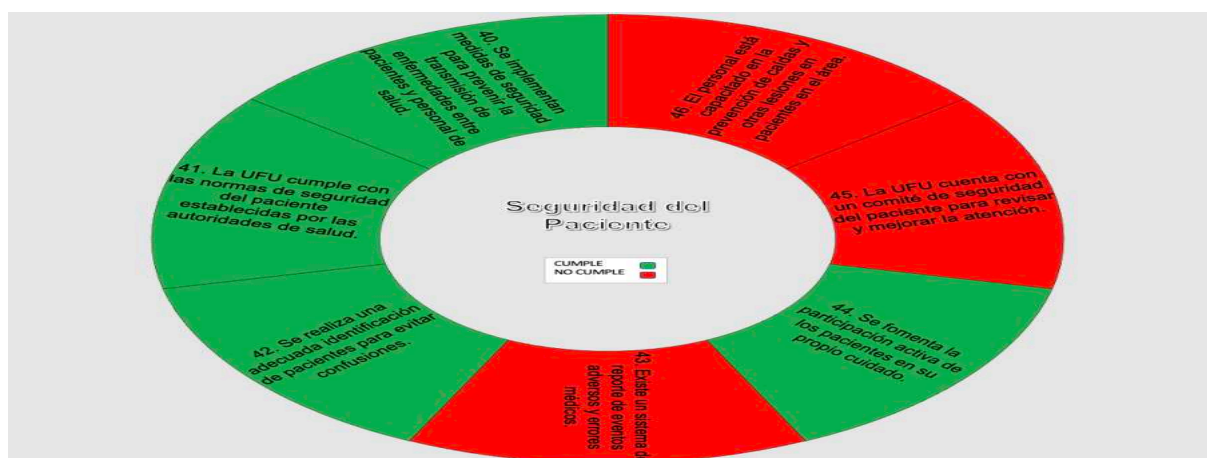 Seguridad del
Paciente
CUMPLE
NO CUMPLE
40. Se implementan
medidas de seguridad
para prevenir la
transmisión de
enfermedades entre
pacientes y personal de
salud.
41. La UFU cumple con
las normas de seguridad
del paciente
establecidas por las
autoridades de salud.
42. Se realiza una
adecuada identificación
de pacientes para evitar
confusiones.
43. Existe un sistema d
reporte de eventos
adversos y errores
médicos.
44. Se fomenta la
participación activa de
los pacientes en su
propio cuidado.
45. La UFU cuenta con
un comité de seguridad
del paciente para revisar
y mejorar la atención.
46 El personal está
capacitado en la
prevención de caídas y
otras lesiones en
pacientes en el área.